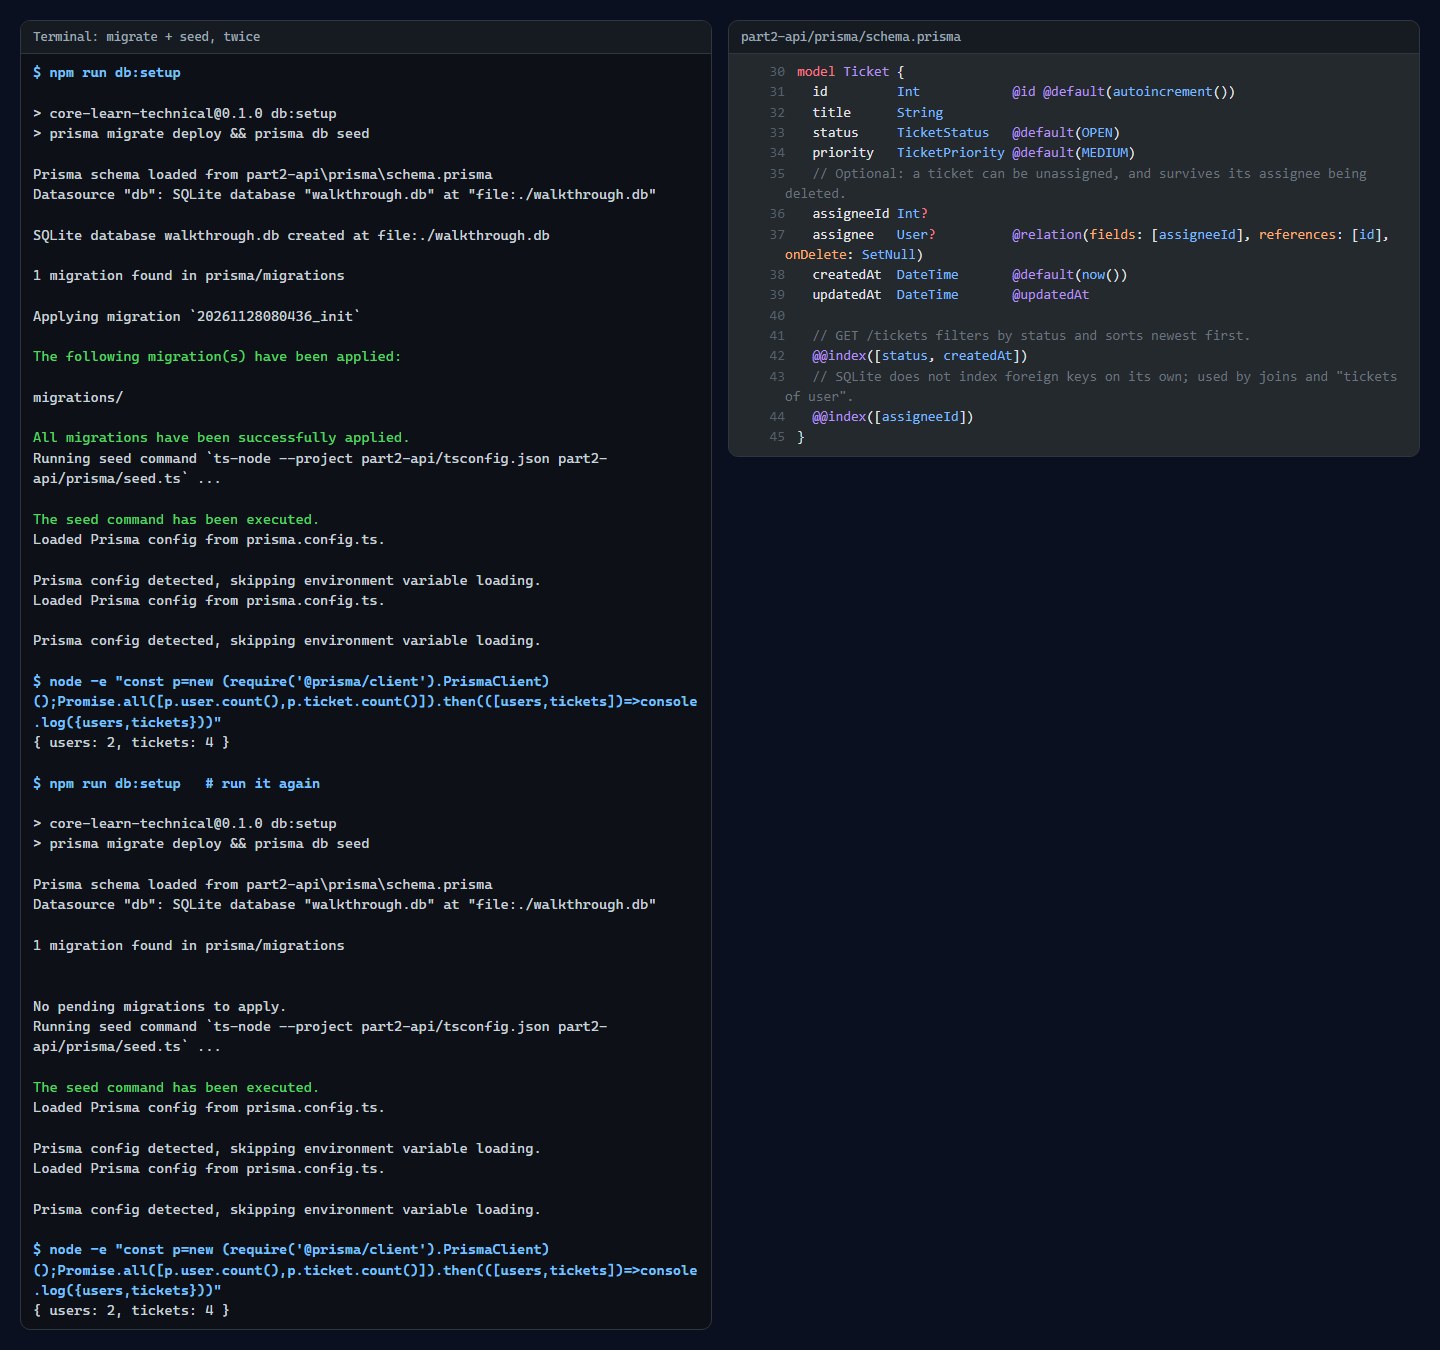 Terminal: migrate + seed, twice
$ npm run db:setup
> core-learn-technical@0.1.0 db:setup
> prisma migrate deploy && prisma db seed
Prisma schema loaded from part2-api\prisma\schema.prisma
Datasource "db": SQLite database "walkthrough.db" at "file:./walkthrough.db"
SQLite database walkthrough.db created at file:./walkthrough.db
1 migration found in prisma/migrations
Applying migration `20261128080436_init`
The following migration(s) have been applied:
migrations/
All migrations have been successfully applied.
Running seed command `ts-node --project part2-api/tsconfig.json part2-
api/prisma/seed.ts` ...
The seed command has been executed.
Loaded Prisma config from prisma.config.ts.
Prisma config detected, skipping environment variable loading.
Loaded Prisma config from prisma.config.ts.
Prisma config detected, skipping environment variable loading.
$ node -e "const p=new (require('@prisma/client').PrismaClient)
();Promise.all([p.user.count(),p.ticket.count()]).then(([users,tickets])=>console
.log({users,tickets}))"
{ users: 2, tickets: 4 }
$ npm run db:setup   # run it again
> core-learn-technical@0.1.0 db:setup
> prisma migrate deploy && prisma db seed
Prisma schema loaded from part2-api\prisma\schema.prisma
Datasource "db": SQLite database "walkthrough.db" at "file:./walkthrough.db"
1 migration found in prisma/migrations
No pending migrations to apply.
Running seed command `ts-node --project part2-api/tsconfig.json part2-
api/prisma/seed.ts` ...
The seed command has been executed.
Loaded Prisma config from prisma.config.ts.
Prisma config detected, skipping environment variable loading.
Loaded Prisma config from prisma.config.ts.
Prisma config detected, skipping environment variable loading.
$ node -e "const p=new (require('@prisma/client').PrismaClient)
();Promise.all([p.user.count(),p.ticket.count()]).then(([users,tickets])=>console
.log({users,tickets}))"
{ users: 2, tickets: 4 }
part2-api/prisma/schema.prisma
30 model Ticket {
31   id         Int            @id @default(autoincrement())
32   title      String
33   status     TicketStatus   @default(OPEN)
34   priority   TicketPriority @default(MEDIUM)
35   // Optional: a ticket can be unassigned, and survives its assignee being
deleted.
36   assigneeId Int?
37   assignee   User?          @relation(fields: [assigneeId], references: [id],
onDelete: SetNull)
38   createdAt  DateTime       @default(now())
39   updatedAt  DateTime       @updatedAt
40
41   // GET /tickets filters by status and sorts newest first.
42   @@index([status, createdAt])
43   // SQLite does not index foreign keys on its own; used by joins and "tickets
of user".
44   @@index([assigneeId])
45 }